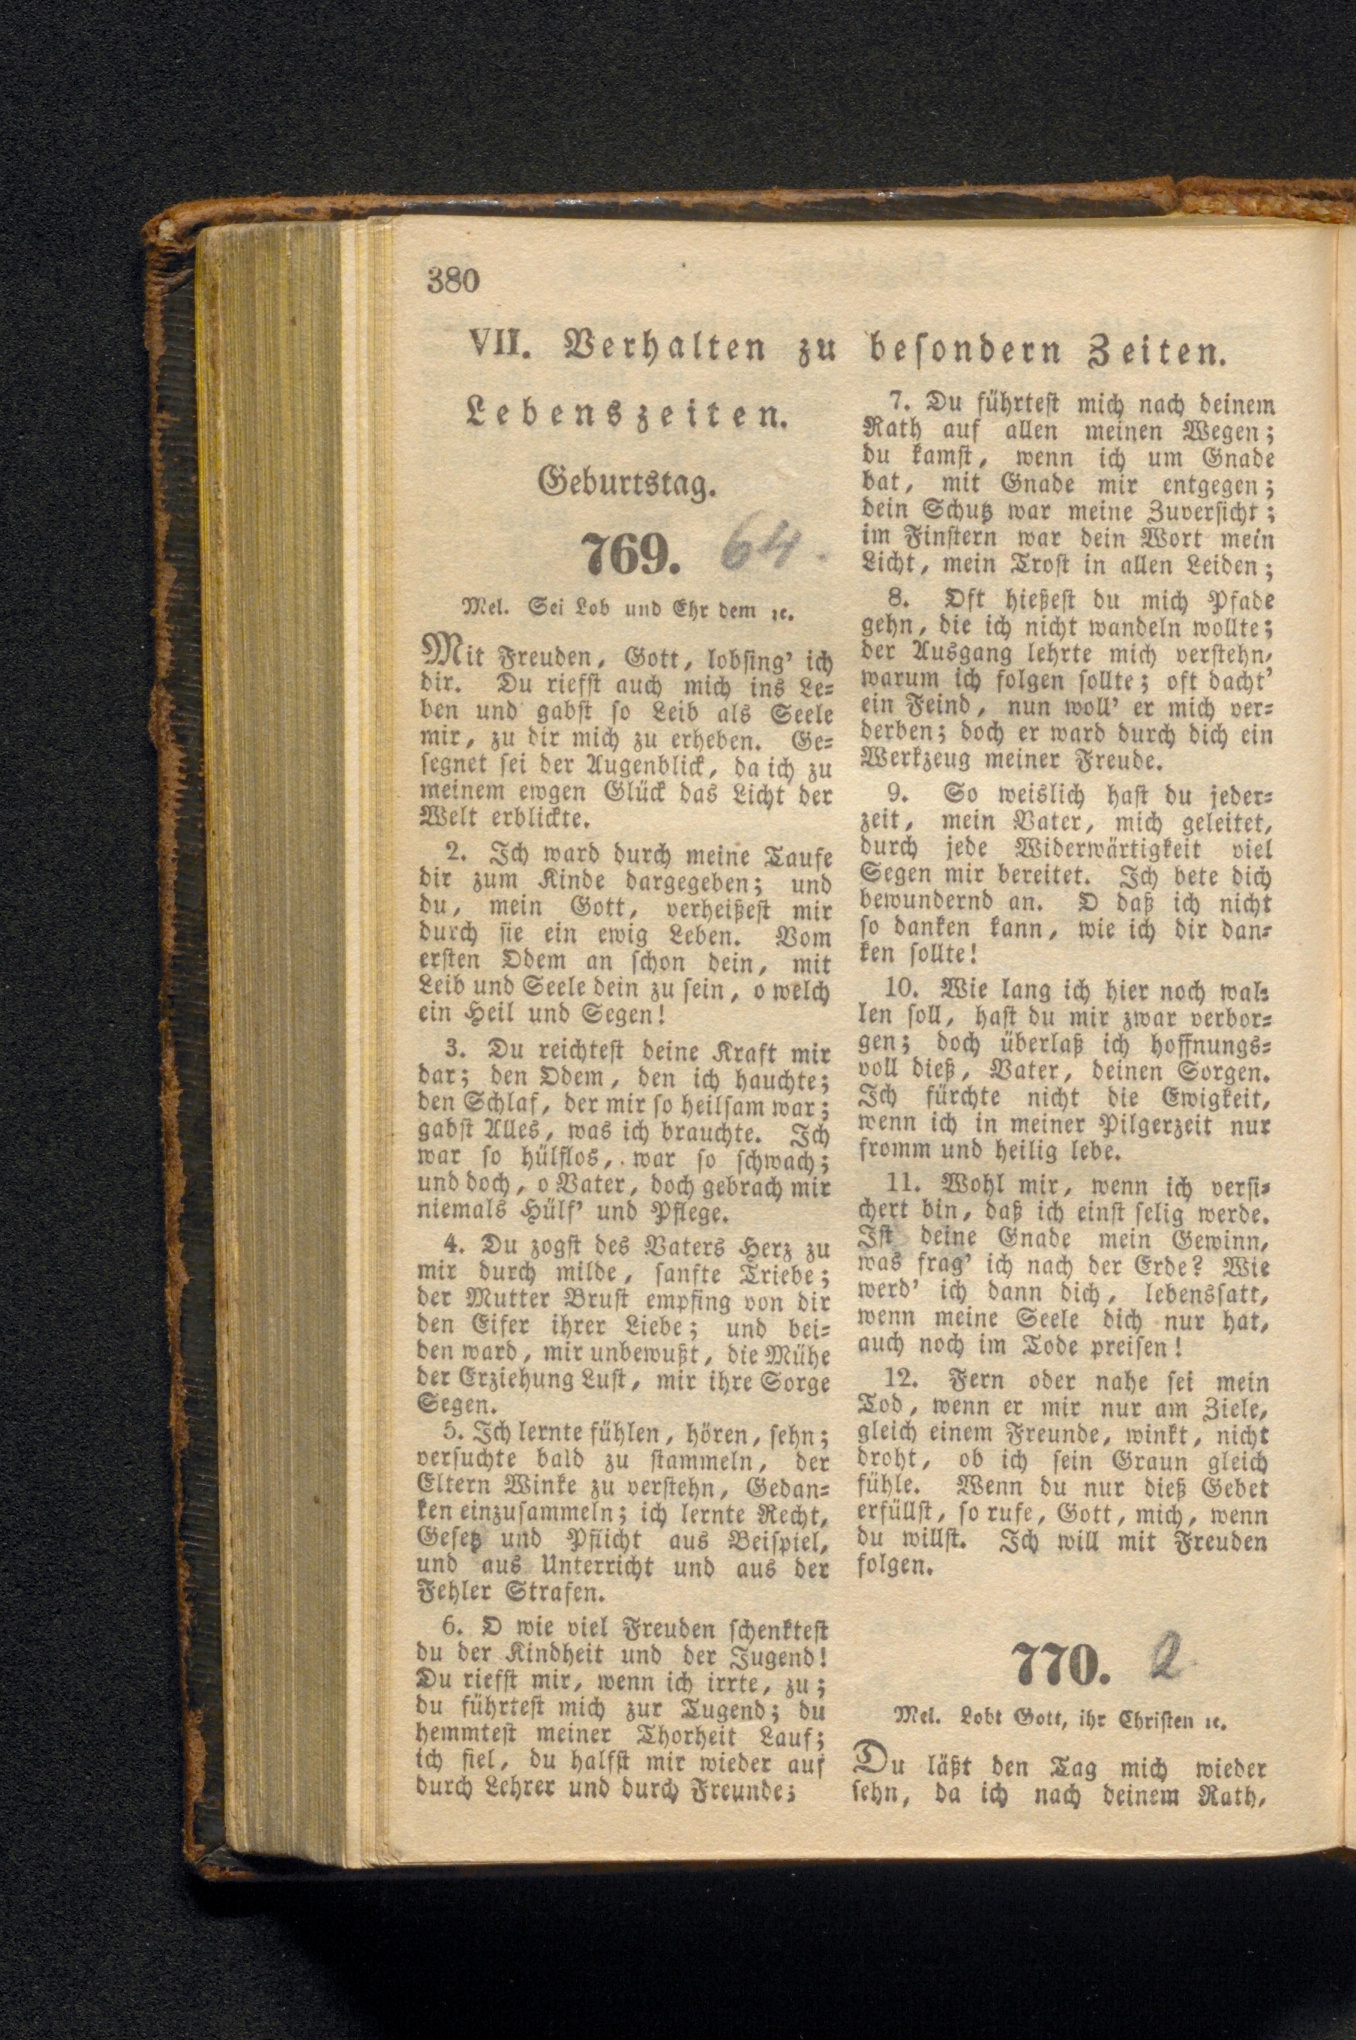 380
VII. Verhalten zu besondern Zeiten.
Lebenszeiten.
Geburtstag.
769. 64.
Mel. Sei Lob und Ehr dem ꝛc.
Mit Freuden, Gott, lobsing' ich
dir. Du riefst auch mich ins Le=
ben und gabst so Leib als Seele
mir, zu dir mich zu erheben. Ge=
segnet sei der Augenblick, da ich zu
meinem ewgen Glück das Licht der
Welt erblickte.
2. Ich ward durch meine Taufe
dir zum Kinde dargegeben; und
du, mein Gott, verheißest mir
durch sie ein ewig Leben. Vom
ersten Odem an schon dein, mit
Leib und Seele dein zu sein, o welch
ein Heil und Segen!
3. Du reichtest deine Kraft mir
dar; den Odem, den ich hauchte;
den Schlaf, der mir so heilsam war;
gabst Alles, was ich brauchte. Ich
war so hülflos, war so schwach;
und doch, o Vater, doch gebrach mir
niemals Hülf' und Pflege.
4. Du zogst des Vaters Herz zu
mir durch milde, sanfte Triebe;
der Mutter Brust empfing von dir
den Eifer ihrer Liebe; und bei=
den ward, mir unbewußt, die Mühe
der Erziehung Lust, mir ihre Sorge
Segen.
5. Ich lernte fühlen, hören, sehn;
versuchte bald zu stammeln, der
Eltern Winke zu verstehn, Gedan=
ken einzusammeln; ich lernte Recht,
Gesetz und Pflicht aus Beispiel,
und aus Unterricht und aus der
Fehler Strafen.
6. O wie viel Freuden schenktest
du der Kindheit und der Jugend!
Du riefst mir, wenn ich irrte, zu;
du führtest mich zur Tugend; du
hemmtest meiner Thorheit Lauf;
ich fiel, du halfst mir wieder auf
durch Lehrer und durch Freunde;
7. Du führtest mich nach deinem
Rath auf allen meinen Wegen;
du kamst, wenn ich um Gnade
bat, mit Gnade mir entgegen;
dein Schutz war meine Zuversicht;
im Finstern war dein Wort mein
Licht, mein Trost in allen Leiden;
8. Oft hießest du mich Pfade
gehn, die ich nicht wandeln wollte;
der Ausgang lehrte mich verstehn,
warum ich folgen sollte; oft dacht'
ein Feind, nun woll' er mich ver=
derben; doch er ward durch dich ein
Werkzeug meiner Freude.
9. So weislich hast du jeder=
zeit, mein Vater, mich geleitet,
durch jede Widerwärtigkeit viel
Segen mir bereitet. Ich bete dich
bewundernd an. O daß ich nicht
so danken kann, wie ich dir dan=
ken sollte!
10. Wie lang ich hier noch wal=
len soll, hast du mir zwar verbor=
gen; doch überlaß ich hoffnungs=
voll dieß, Vater, deinen Sorgen.
Ich fürchte nicht die Ewigkeit,
wenn ich in meiner Pilgerzeit nur
fromm und heilig lebe.
11. Wohl mir, wenn ich versi=
chert bin, daß ich einst selig werde.
Ist deine Gnade mein Gewinn,
was frag' ich nach der Erde? Wie
werd' ich dann dich, lebenssatt,
wenn meine Seele dich nur hat,
auch noch im Tode preisen!
12. Fern oder nahe sei mein
Tod, wenn er mir nur am Ziele,
gleich einem Freunde, winkt, nicht
droht, ob ich sein Graun gleich
fühle. Wenn du nur dieß Gebet
erfüllst, so rufe, Gott, mich, wenn
du willst. Ich will mit Freuden
folgen.
770. 2
Mel. Lobt Gott, ihr Christen ꝛc.
Du läßt den Tag mich wieder
sehn, da ich nach deinem Rath,